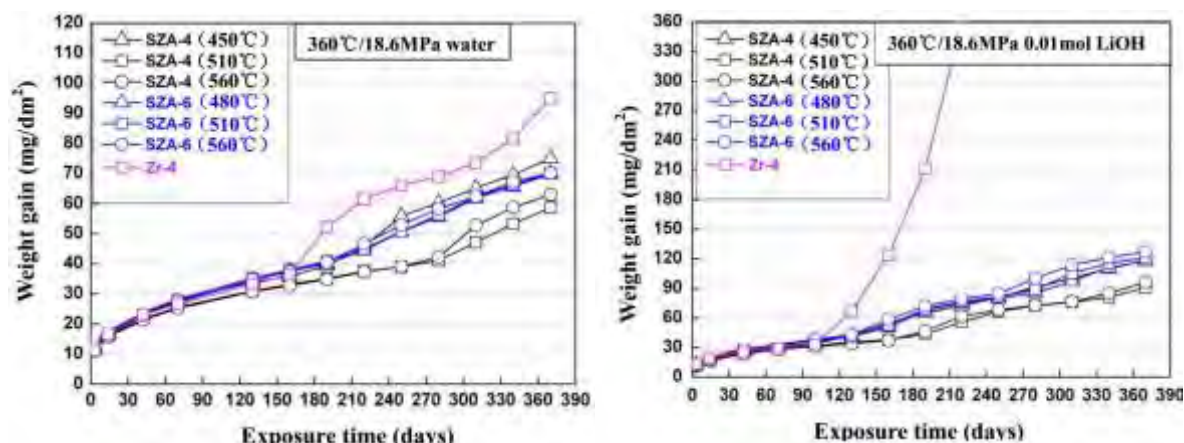 120
110
100
90
80
70
60
50
40
30
20
10
0
Weight gain (mg/dm²)
SZA-4 (450℃)
SZA-4 (510℃)
SZA-4 (560℃)
SZA-6 (480℃)
SZA-6 (510℃)
SZA-6 (560℃)
Zr-4
360℃/18.6MPa water
0 30 60 90 120 150 180 210 240 270 300 330 360 390
Exposure time (days)
360
330
300
270
240
210
180
150
120
90
60
30
0
Weight gain (mg/dm²)
SZA-4 (450℃)
SZA-4 (510℃)
SZA-4 (560℃)
SZA-6 (480℃)
SZA-6 (510℃)
SZA-6 (560℃)
Zr-4
360℃/18.6MPa 0.01mol LiOH
0 30 60 90 120 150 180 210 240 270 300 330 360 390
Exposure time (days)